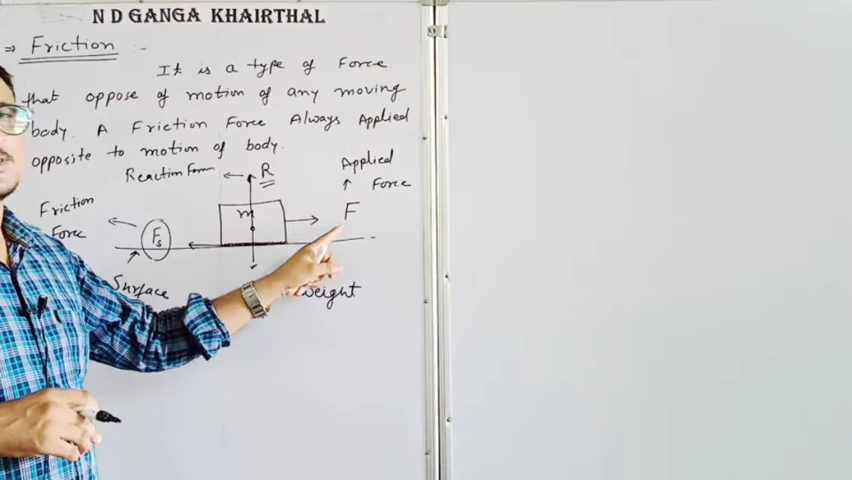 N D GANGA KHAIRTHAL
⇒ Friction :-
It is a type of Force
that oppose of motion of any moving
body. A Friction Force Always Applied
opposite to motion of body.
Reaction
R
Applied
Force
Friction
Force
m
F
Fs
Surface
weight